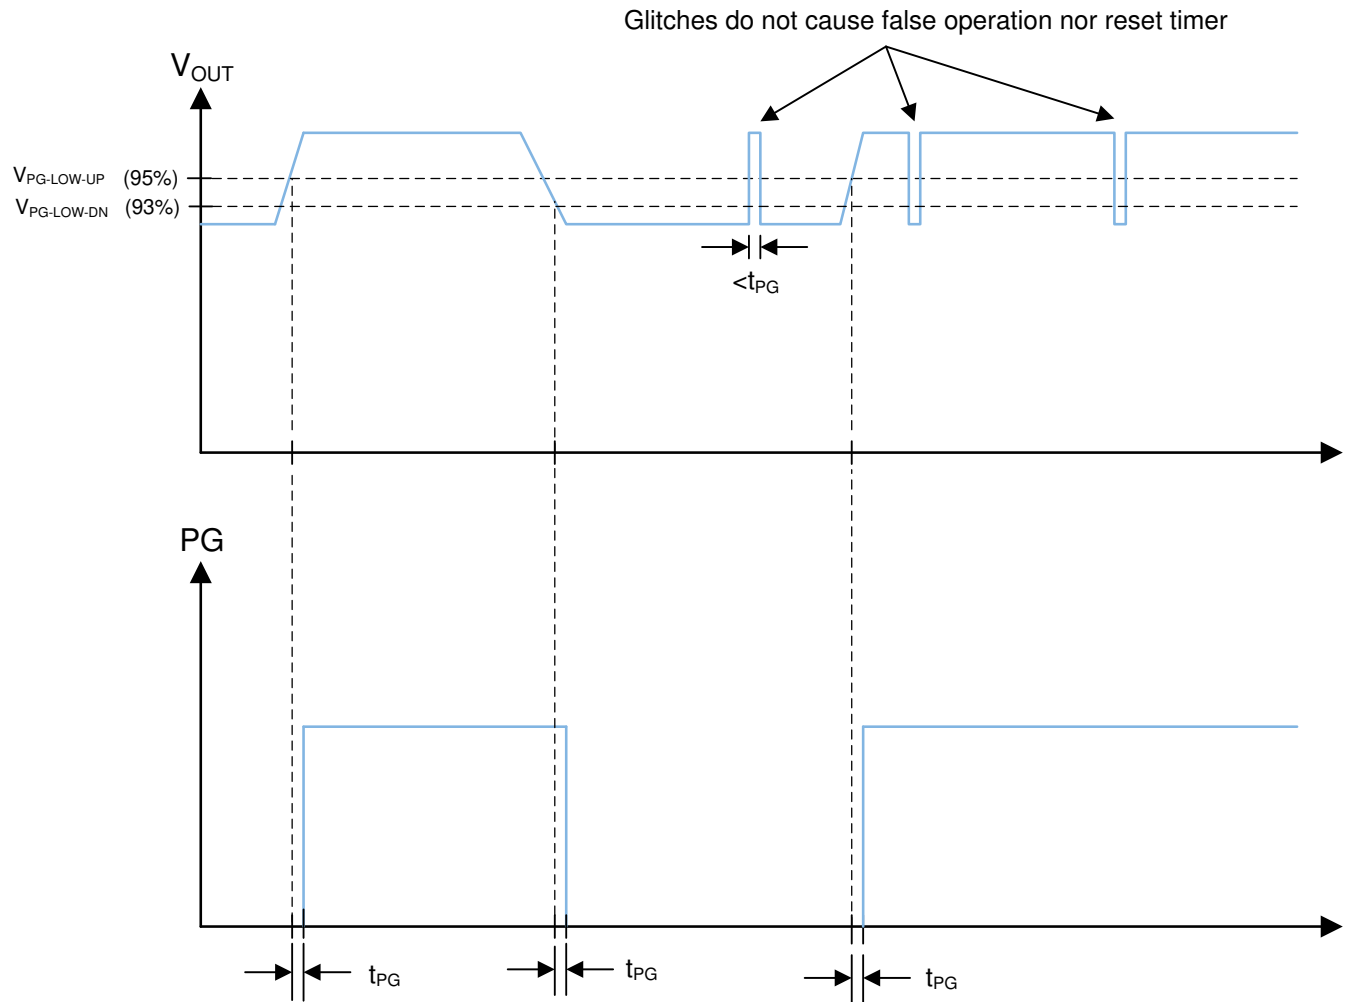 Glitches do not cause false operation nor reset timer
VOUT
VPG-LOW-UP (95%)
VPG-LOW-DN (93%)
<tPG
PG
tPG
tPG
tPG